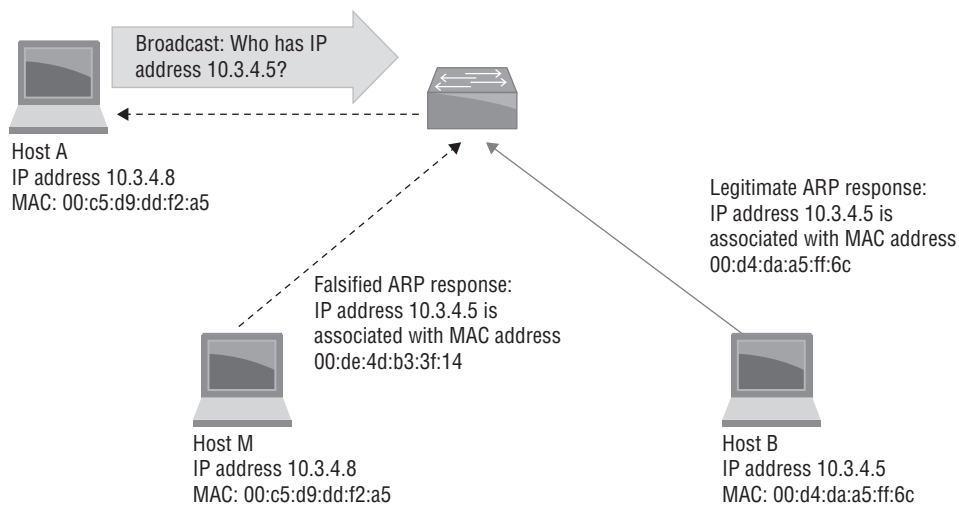 Broadcast: Who has IP
address 10.3.4.5?
Host A
IP address 10.3.4.8
MAC: 00:c5:d9:dd:f2:a5
Legitimate ARP response:
IP address 10.3.4.5 is
associated with MAC address
00:d4:da:a5:ff:6c
Falsified ARP response:
IP address 10.3.4.5 is
associated with MAC address
00:de:4d:b3:3f:14
Host M
IP address 10.3.4.8
MAC: 00:c5:d9:dd:f2:a5
Host B
IP address 10.3.4.5
MAC: 00:d4:da:a5:ff:6c